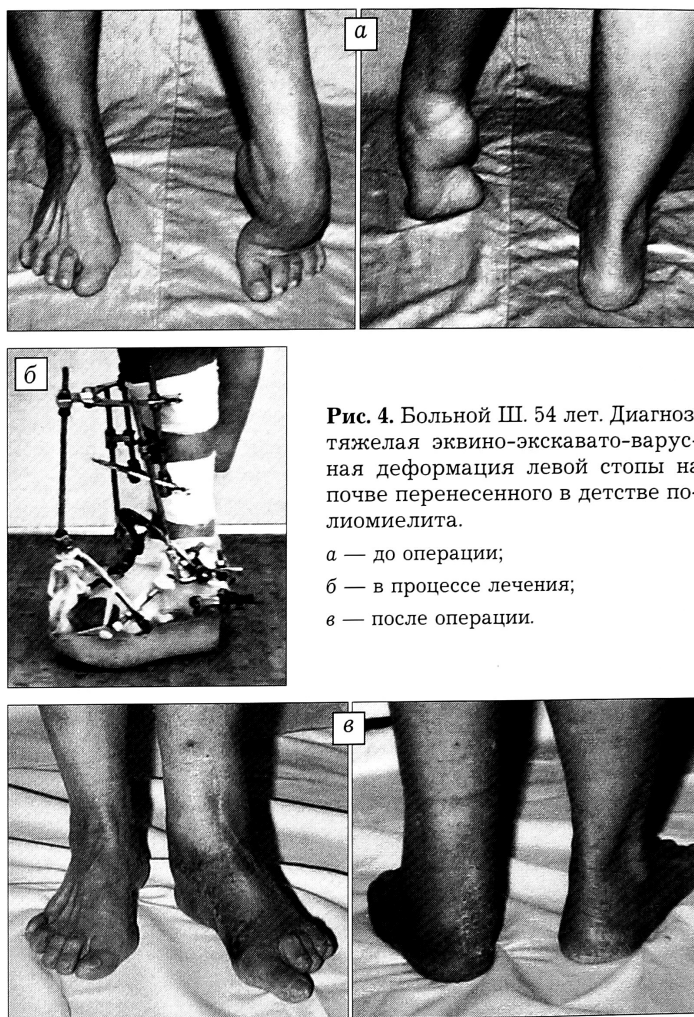 а
б
Рис. 4. Больной Ш. 54 лет. Диагноз
тяжелая эквино-экскавато-варус-
ная деформация левой стопы на
почве перенесенного в детстве по-
лиомиелита.
а — до операции;
б — в процессе лечения;
в — после операции.
в